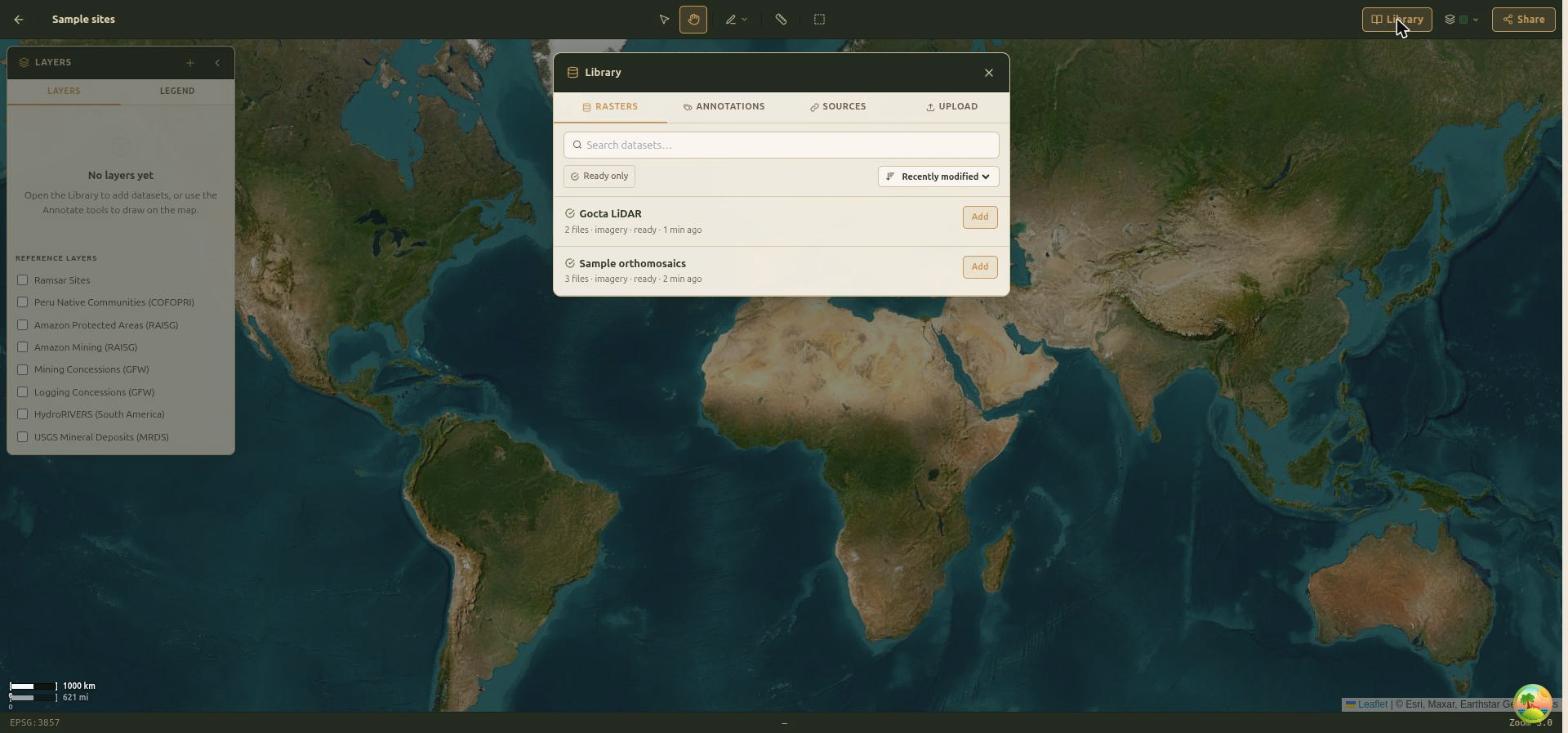 Sample sites
Library
Share
LAYERS
LAYERS
LEGEND
No layers yet
Open the Library to add datasets, or use the
Annotate tools to draw on the map.
REFERENCE LAYERS
Ramsar Sites
Peru Native Communities (COFOPRI)
Amazon Protected Areas (RAISG)
Amazon Mining (RAISG)
Mining Concessions (GFW)
Logging Concessions (GFW)
HydroRIVERS (South America)
USGS Mineral Deposits (MRDS)
Library
RASTERS
ANNOTATIONS
SOURCES
UPLOAD
Search datasets...
Ready only
Recently modified
Gocta LiDAR
2 files · imagery · ready · 1 min ago
Add
Sample orthomosaics
3 files · imagery · ready · 2 min ago
Add
1000 km
621 mi
0
Leaflet | © Esri, Maxar, Earthstar
EPSG:3857
–